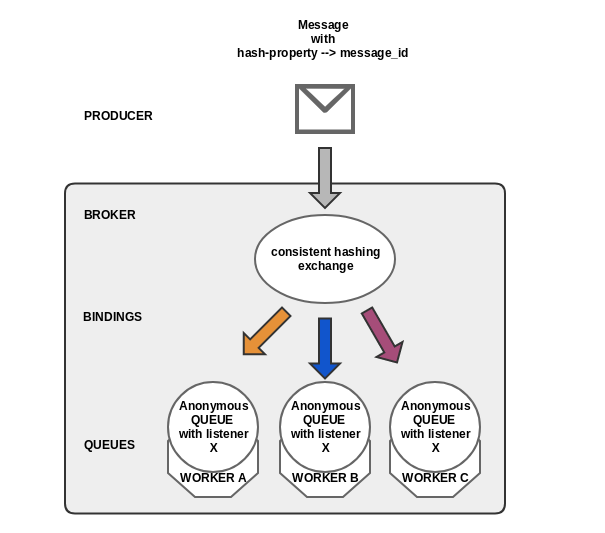 Message
with
hash-property --> message_id
PRODUCER
BROKER
consistent hashing
exchange
BINDINGS
Anonymous
QUEUE
with listener
X
Anonymous
QUEUE
with listener
X
Anonymous
QUEUE
with listener
X
QUEUES
WORKER A
WORKER B
WORKER C